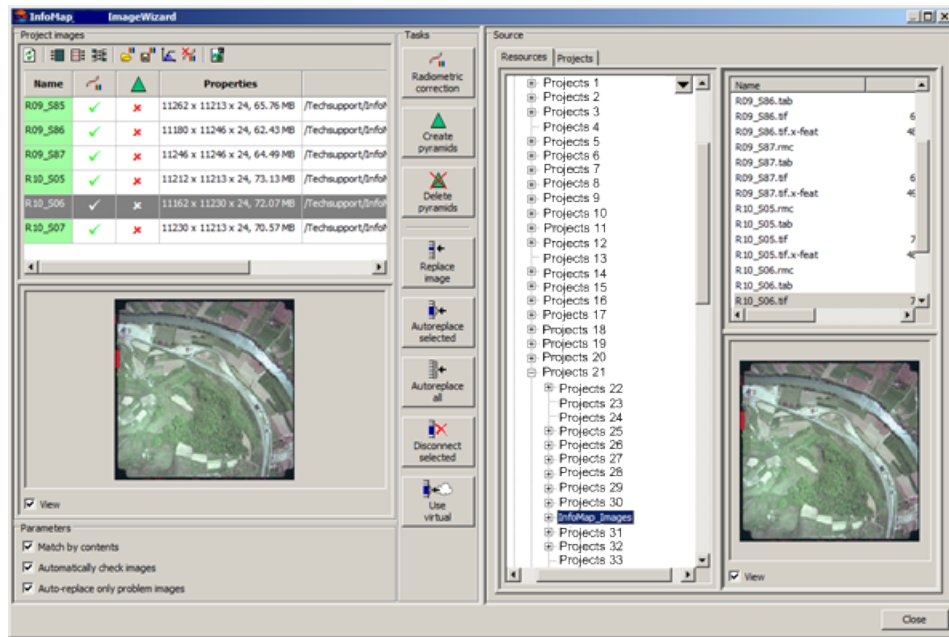 InfoMap_ ImageWizard
Project images
Name Properties
R09_S85 11262 x 11213 x 24, 65.76 MB /Techsupport/InfoM
R09_S86 11180 x 11246 x 24, 62.43 MB /Techsupport/InfoM
R09_S87 11246 x 11246 x 24, 64.49 MB /Techsupport/InfoM
R10_S05 11212 x 11213 x 24, 73.13 MB /Techsupport/InfoM
R10_S06 11162 x 11230 x 24, 72.07 MB /Techsupport/InfoM
R10_S07 11230 x 11213 x 24, 70.57 MB /Techsupport/InfoM
View
Parameters
Match by contents
Automatically check images
Auto-replace only problem images
Tasks
Radiometric
correction
Create
pyramids
Delete
pyramids
Replace
image
Autoreplace
selected
Autoreplace
all
Disconnect
selected
Use
virtual
Source
Resources Projects
Projects 1
Projects 2
Projects 3
Projects 4
Projects 5
Projects 6
Projects 7
Projects 8
Projects 9
Projects 10
Projects 11
Projects 12
Projects 13
Projects 14
Projects 15
Projects 16
Projects 17
Projects 18
Projects 19
Projects 20
Projects 21
Projects 22
Projects 23
Projects 24
Projects 25
Projects 26
Projects 27
Projects 28
Projects 29
Projects 30
InfoMap_Images
Projects 31
Projects 32
Projects 33
Name
R09_S86.tab
R09_S86.tif 6
R09_S86.tif.x-feat 48
R09_S87.rmc
R09_S87.tab
R09_S87.tif 6
R09_S87.tif.x-feat 49
R10_S05.rmc
R10_S05.tab
R10_S05.tif 7
R10_S05.tif.x-feat 48
R10_S06.rmc
R10_S06.tab
R10_S06.tif 7
View
Close